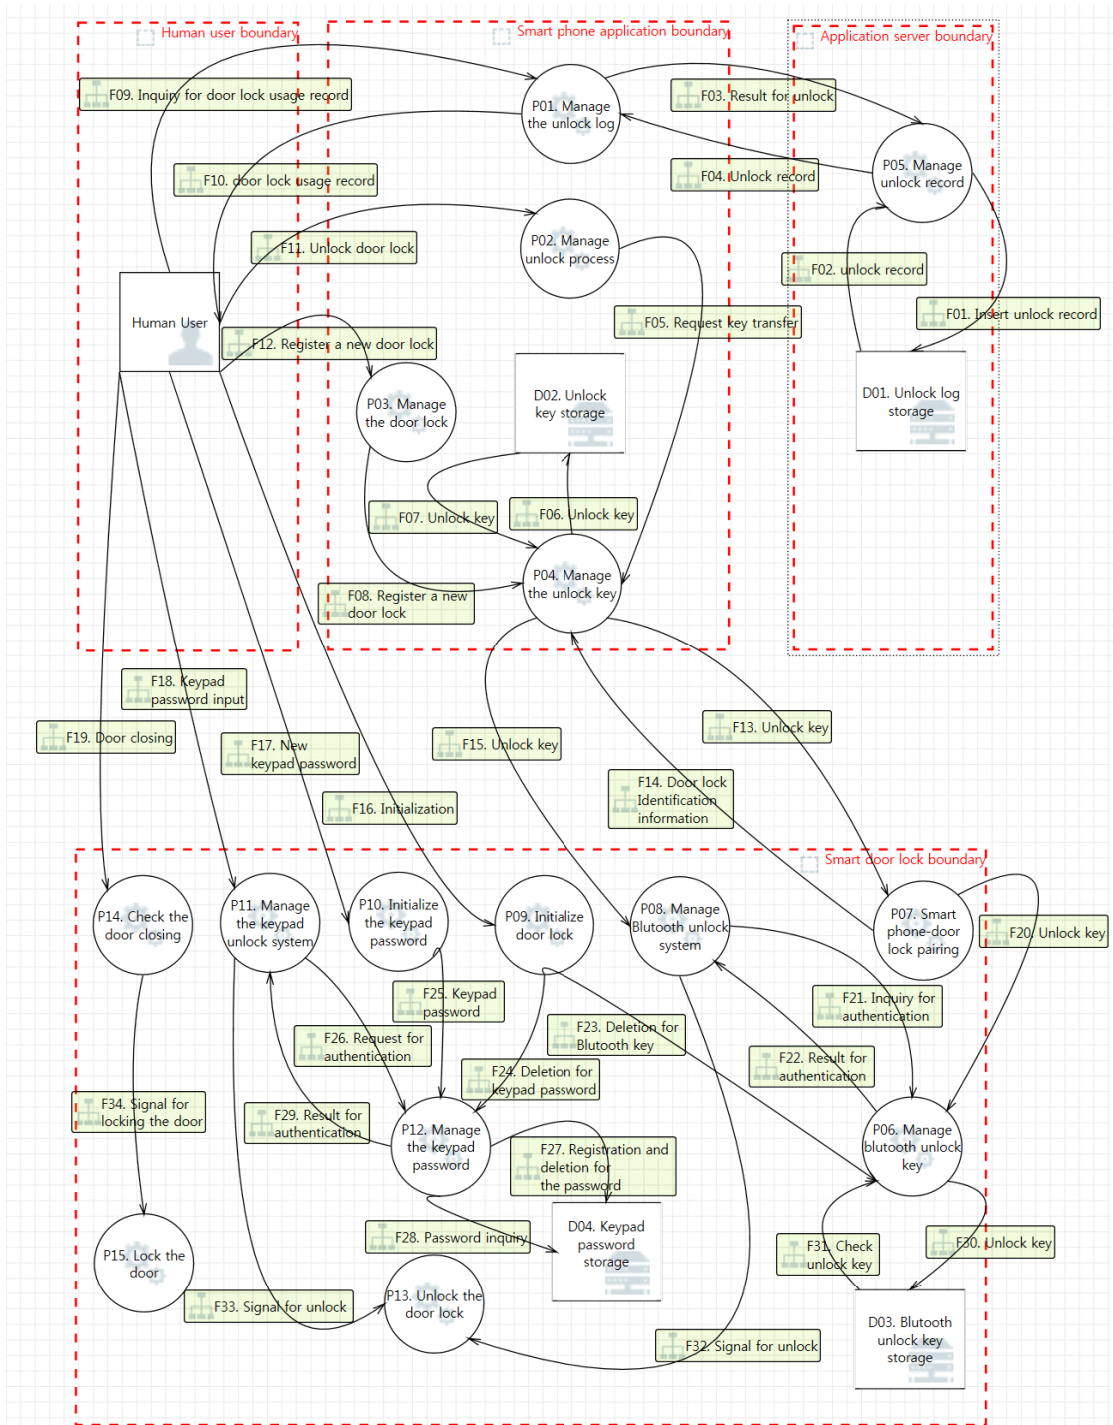 Human user boundary
Smart phone application boundary
Application server boundary
F09. Inquiry for door lock usage record
P01. Manage
the unlock log
F03. Result for unlock
F04. Unlock record
P05. Manage
unlock record
F10. door lock usage record
F11. Unlock door lock
P02. Manage
unlock process
F02. unlock record
F01. Insert unlock record
Human User
F12. Register a new door lock
F05. Request key transfer
P03. Manage
the door lock
D02. Unlock
key storage
D01. Unlock log
storage
F07. Unlock key
F06. Unlock key
P04. Manage
the unlock key
F08. Register a new
door lock
F18. Keypad
password input
F19. Door closing
F17. New
keypad password
F16. Initialization
F15. Unlock key
F13. Unlock key
F14. Door lock
Identification
information
Smart door lock boundary
P14. Check the
door closing
P11. Manage
the keypad
unlock system
P10. Initialize
the keypad
password
P09. Initialize
door lock
P08. Manage
Blutooth unlock
system
P07. Smart
phone-door
lock pairing
F20. Unlock key
F25. Keypad
password
F21. Inquiry for
authentication
F26. Request for
authentication
F23. Deletion for
Blutooth key
F22. Result for
authentication
F24. Deletion for
keypad password
F34. Signal for
locking the door
F29. Result for
authentication
P12. Manage
the keypad
password
P06. Manage
blutooth unlock
key
F27. Registration and
deletion for
the password
F28. Password inquiry
D04. Keypad
password
storage
F31. Check
unlock key
F30. Unlock key
P15. Lock the
door
F33. Signal for unlock
P13. Unlock the
door lock
F32. Signal for unlock
D03. Blutooth
unlock key
storage